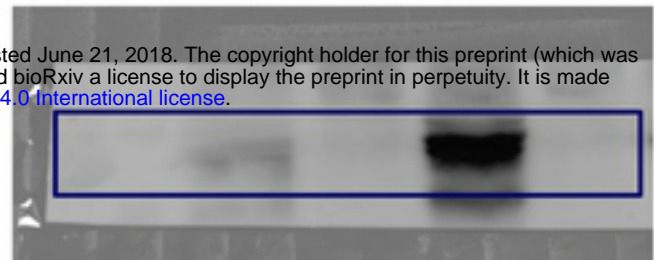 ted June 21, 2018. The copyright holder for this preprint (which was
d bioRxiv a license to display the preprint in perpetuity. It is made
4.0 International license.